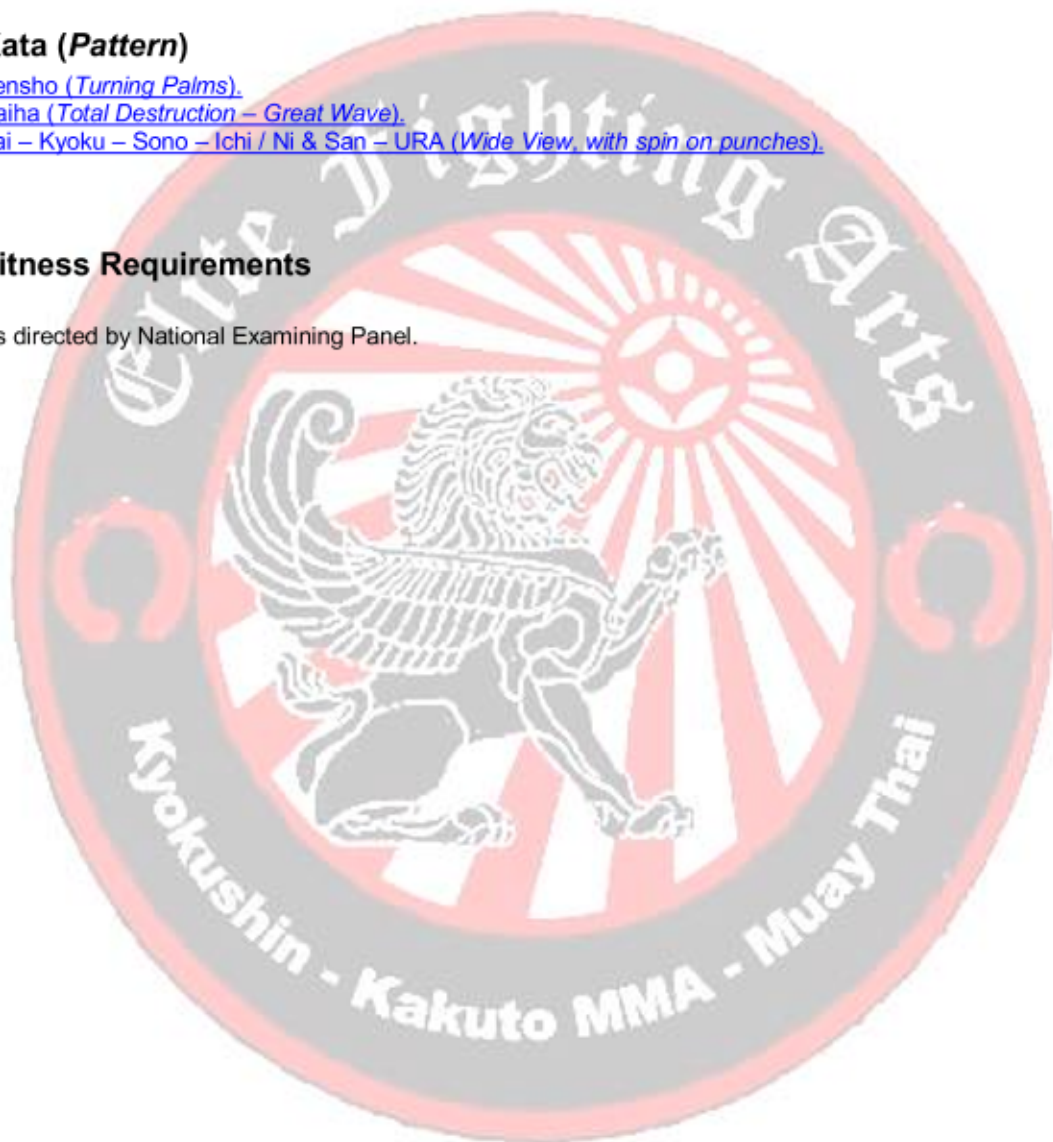 ata (Pattern)
ensho (Turning Palms).
aiha (Total Destruction – Great Wave).
ai – Kyoku – Sono – Ichi / Ni & San – URA (Wide View, with spin on punches).
Elite Fighting Arts
itness Requirements
s directed by National Examining Panel.
Kyokushin - Kakuto MMA - Muay Thai